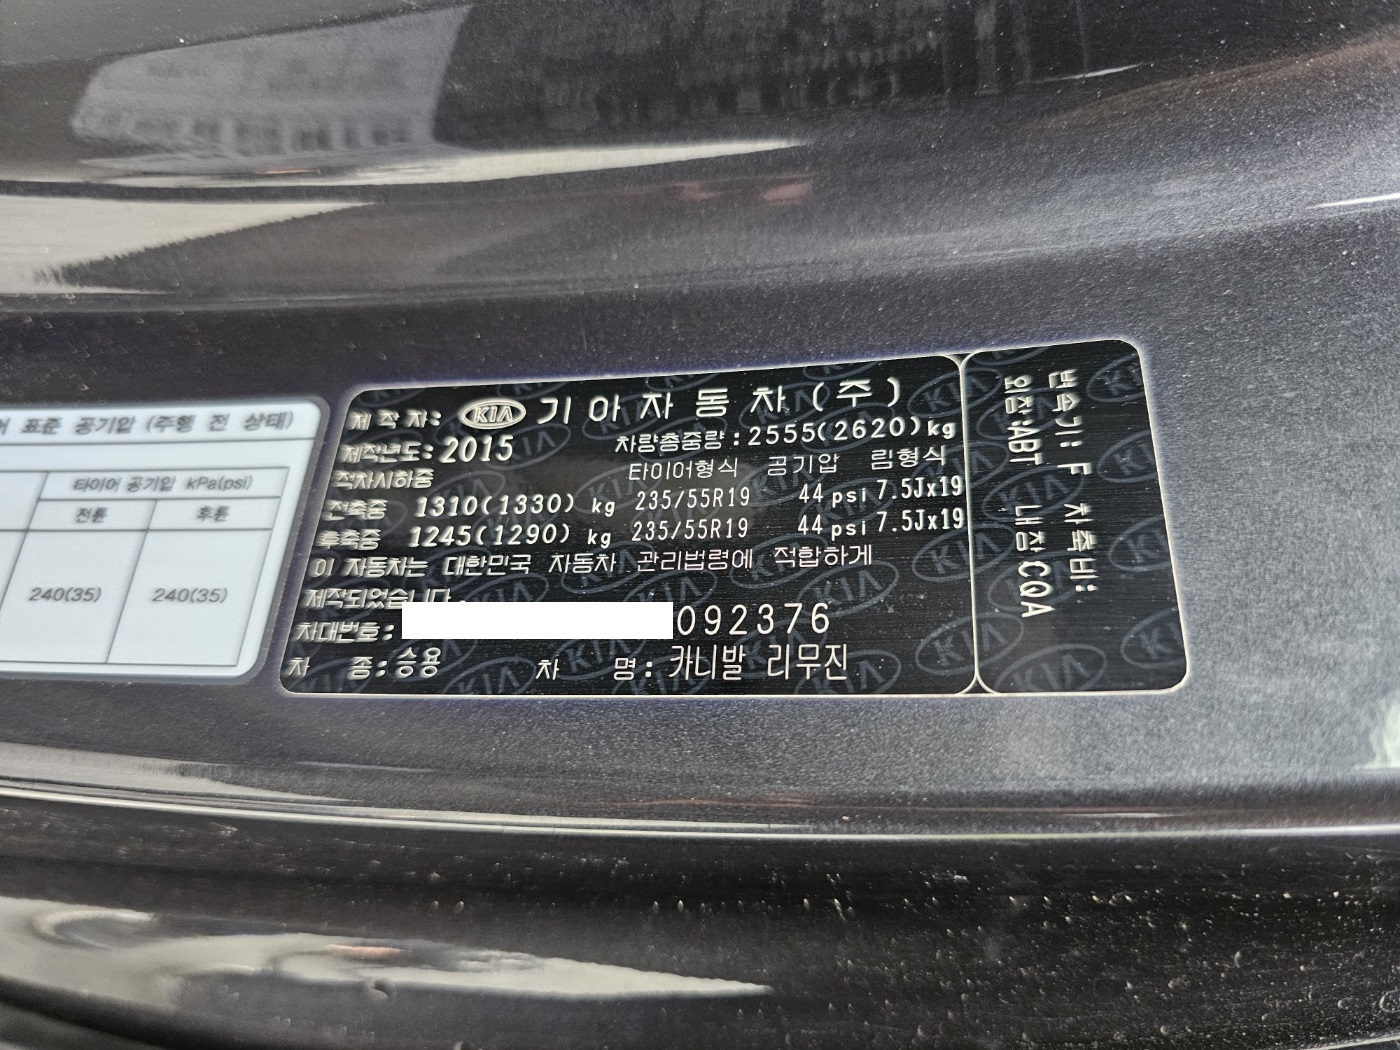 표준 공기압 (주행 전 상태)
타이어 공기압 kPa(psi)
전륜 후륜
240(35) 240(35)
제작자: KIA 기아자동차(주)
제작년도: 2015 차량총중량: 2555(2620)kg
적차시하중 타이어형식 공기압 림형식
전축중 1310(1330) kg 235/55R19 44 psi 7.5Jx19
후축중 1245(1290) kg 235/55R19 44 psi 7.5Jx19
이 자동차는 대한민국 자동차 관리법령에 적합하게
제작되었습니다.
차대번호: 092376
차 종: 승용 차 명: 카니발 리무진
변속기: F 차축비:
외장:ABT 내장CQA